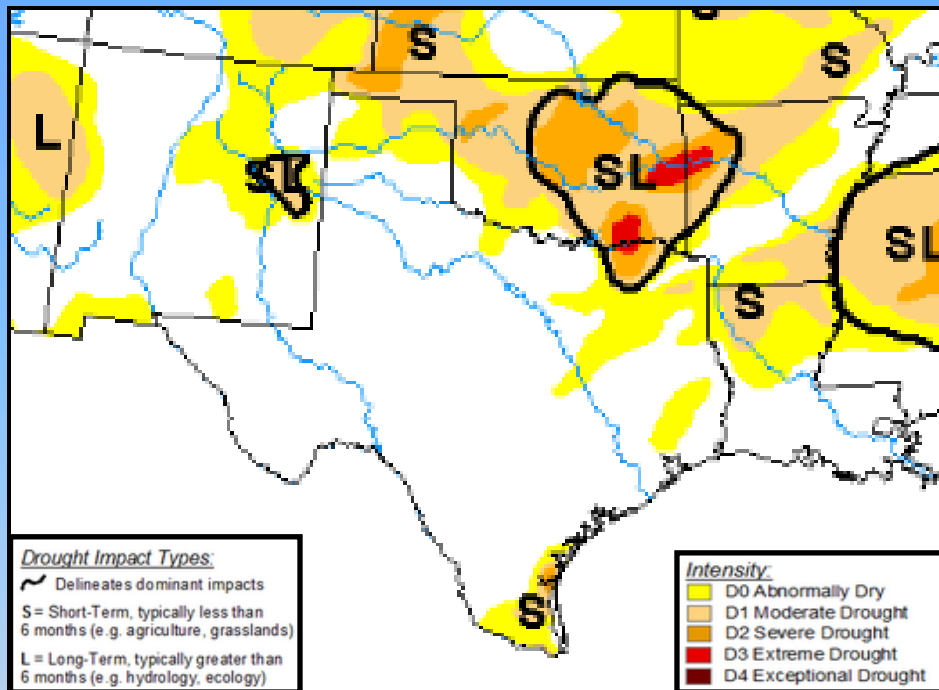 S
S
S
L
SL
SL
SL
S
S
Drought Impact Types:
Delineates dominant impacts
S = Short-Term, typically less than
6 months (e.g. agriculture, grasslands)
L = Long-Term, typically greater than
6 months (e.g. hydrology, ecology)
Intensity:
D0 Abnormally Dry
D1 Moderate Drought
D2 Severe Drought
D3 Extreme Drought
D4 Exceptional Drought